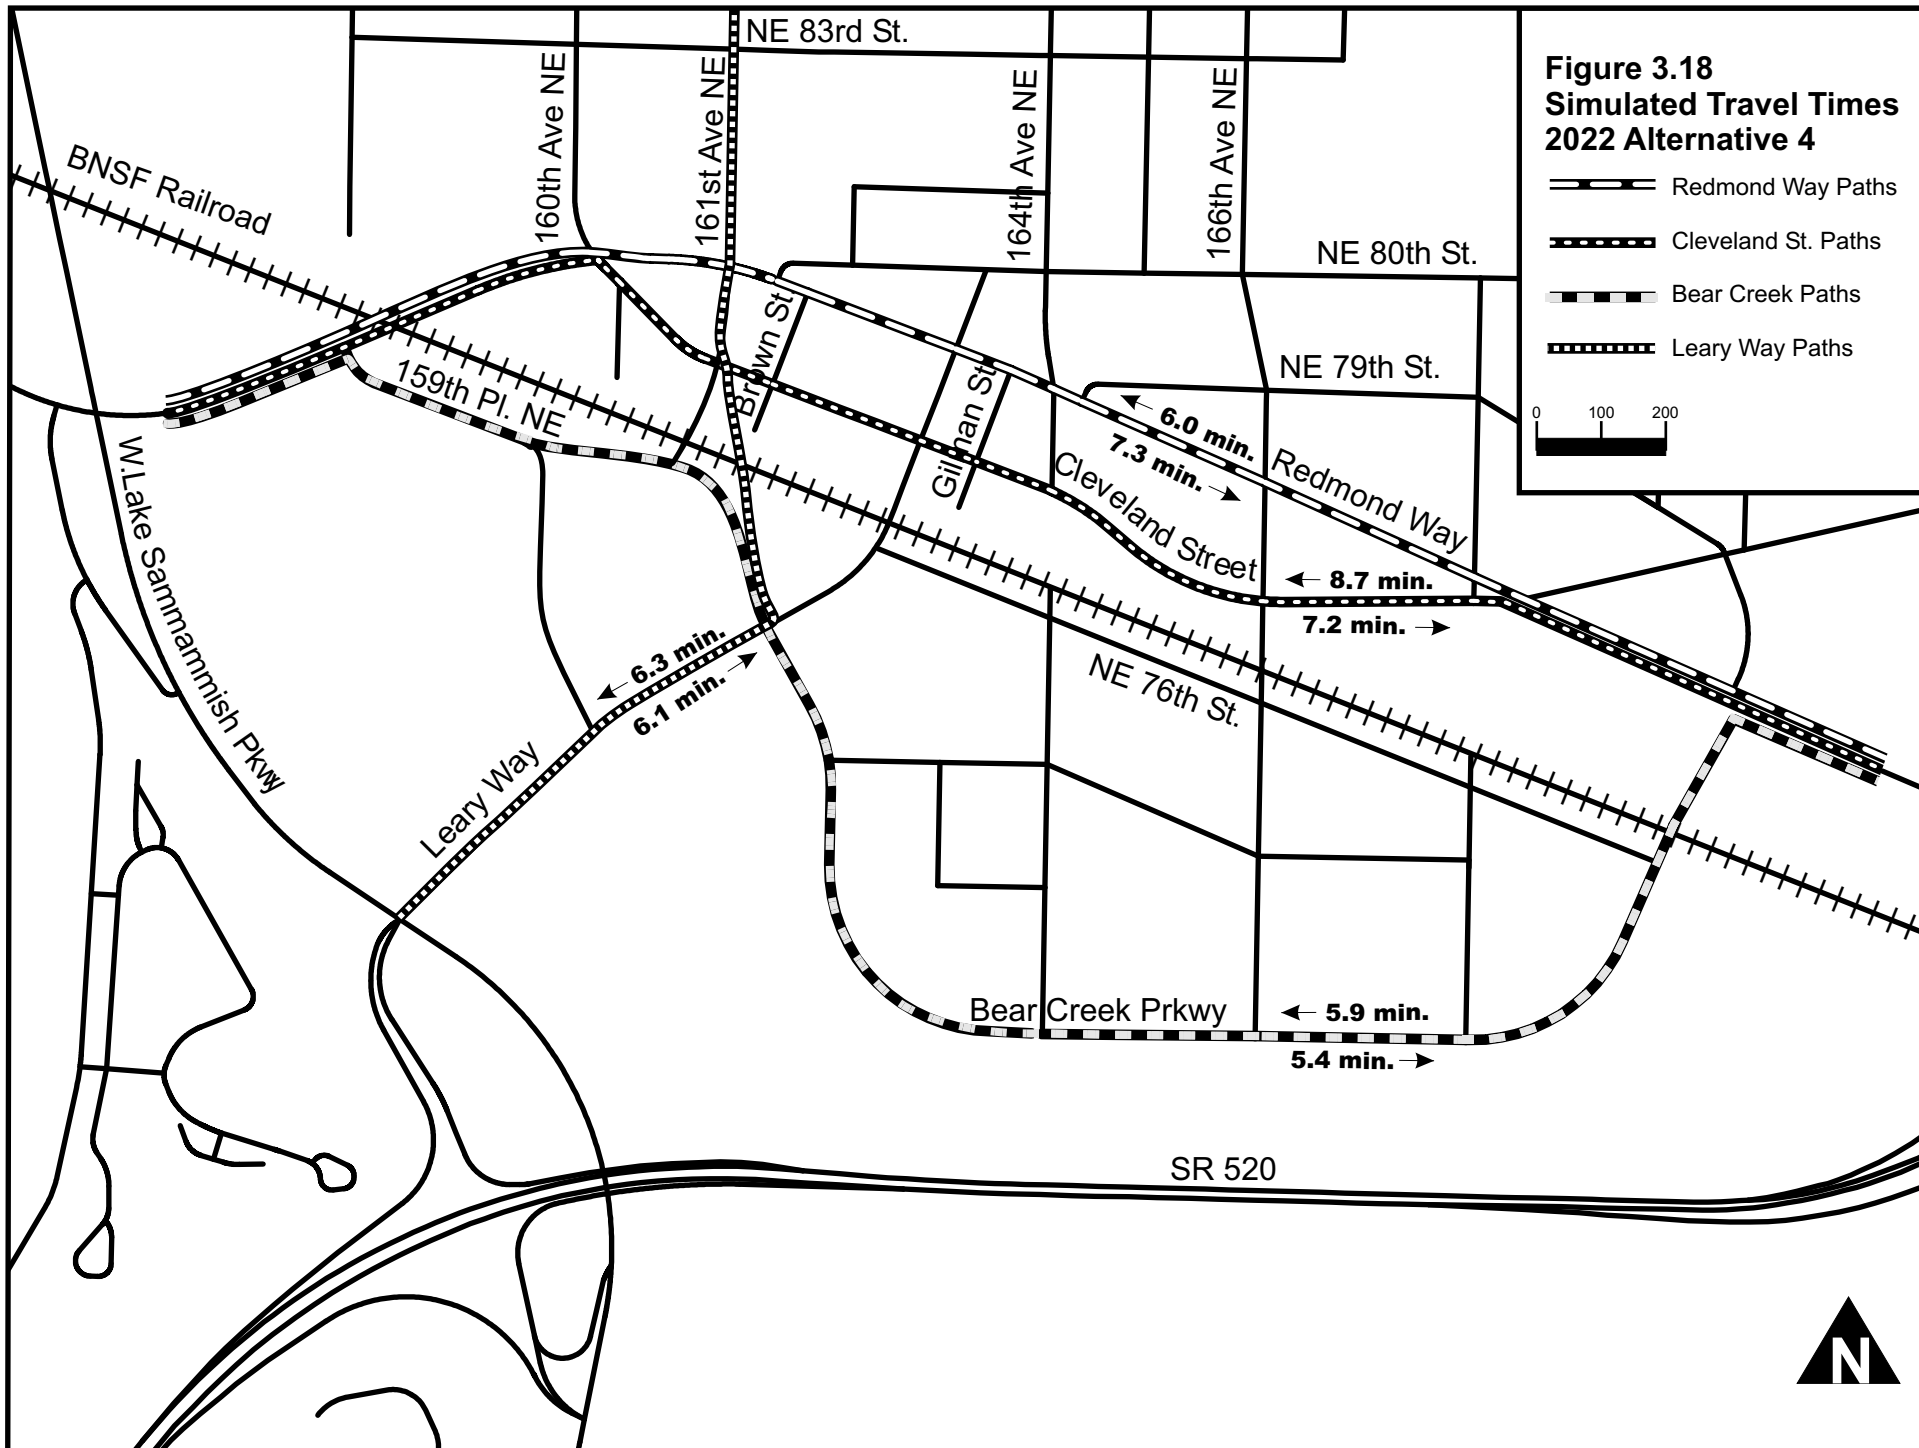 NE 83rd St.
Figure 3.18
Simulated Travel Times
2022 Alternative 4
Redmond Way Paths
Cleveland St. Paths
Bear Creek Paths
Leary Way Paths
0 100 200
160th Ave NE
161st Ave NE
164th Ave NE
166th Ave NE
BNSF Railroad
NE 80th St.
Brown St.
NE 79th St.
159th Pl. NE
Gilman St.
6.0 min.
7.3 min.
Redmond Way
Cleveland Street
W.Lake Sammammish Pkwy
8.7 min.
7.2 min.
6.3 min.
6.1 min.
NE 76th St.
Leary Way
Bear Creek Prkwy
5.9 min.
5.4 min.
SR 520
N